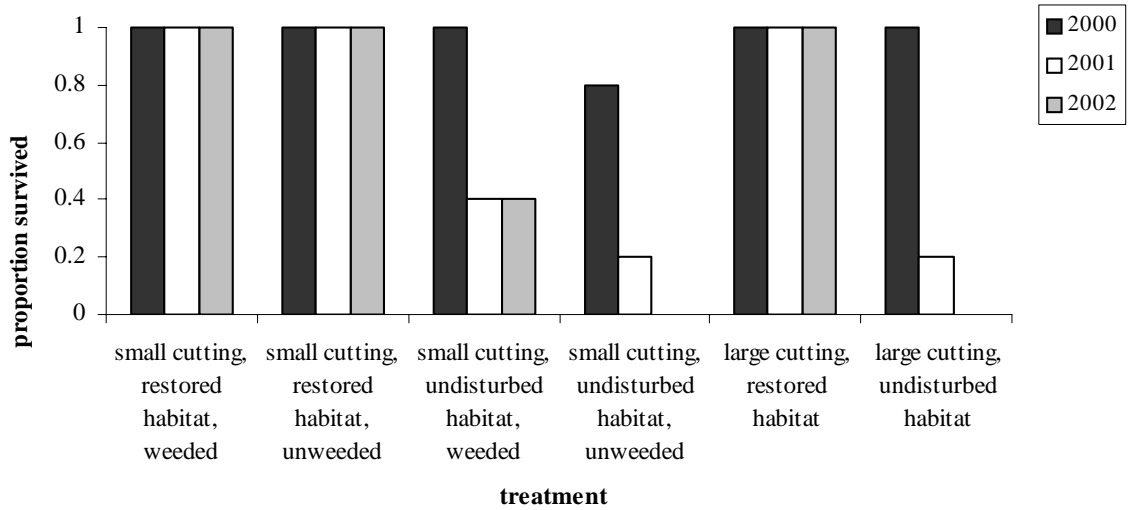 1
0.8
0.6
0.4
0.2
0
proportion survived
small cutting,
restored
habitat,
weeded
small cutting,
restored
habitat,
unweeded
small cutting,
undisturbed
habitat,
weeded
small cutting,
undisturbed
habitat,
unweeded
large cutting,
restored
habitat
large cutting,
undisturbed
habitat
treatment
2000
2001
2002